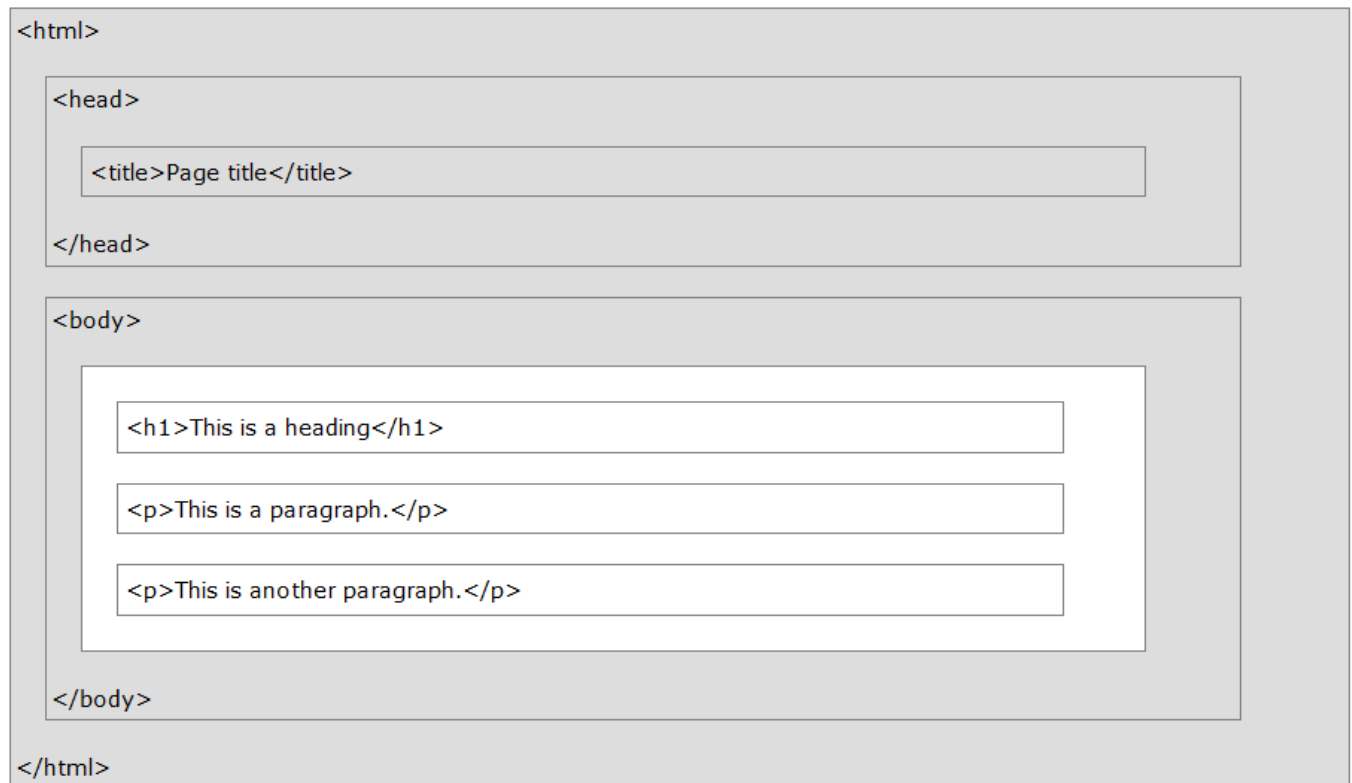 <html>
<head>
<title>Page title</title>
</head>
<body>
<h1>This is a heading</h1>
<p>This is a paragraph.</p>
<p>This is another paragraph.</p>
</body>
</html>